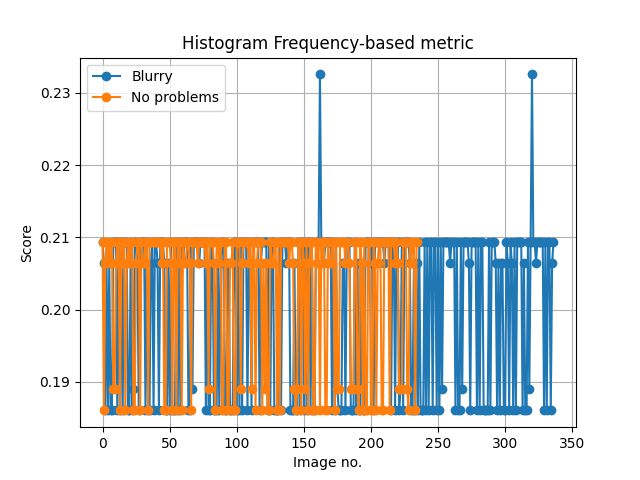 Histogram Frequency-based metric
Blurry
No problems
0.23
0.22
0.21
0.20
0.19
Score
0
50
100
150
200
250
300
350
Image no.